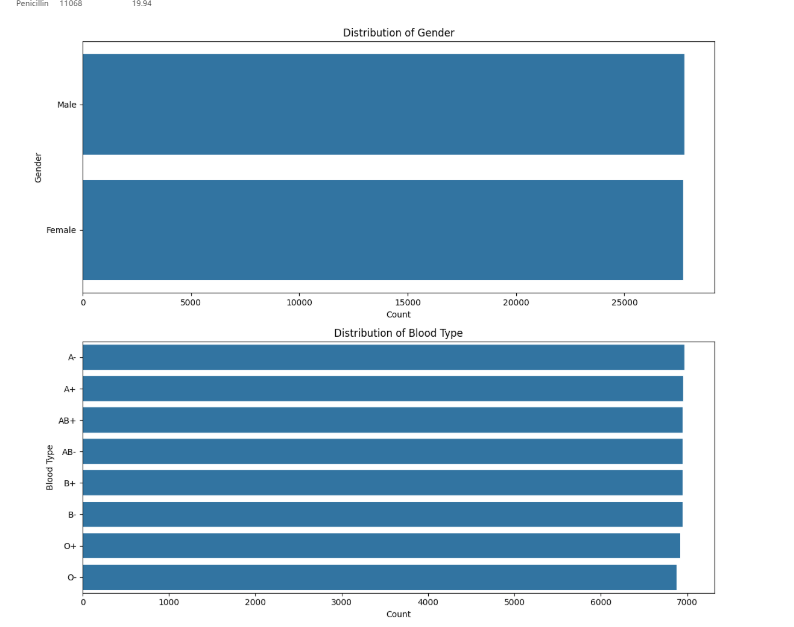 Penicillin 11068 19.94
Distribution of Gender
Male
Gender
Female
0 5000 10000 15000 20000 25000
Count
Distribution of Blood Type
A-
A+
AB+
AB-
Blood Type
B+
B-
O+
O-
0 1000 2000 3000 4000 5000 6000 7000
Count